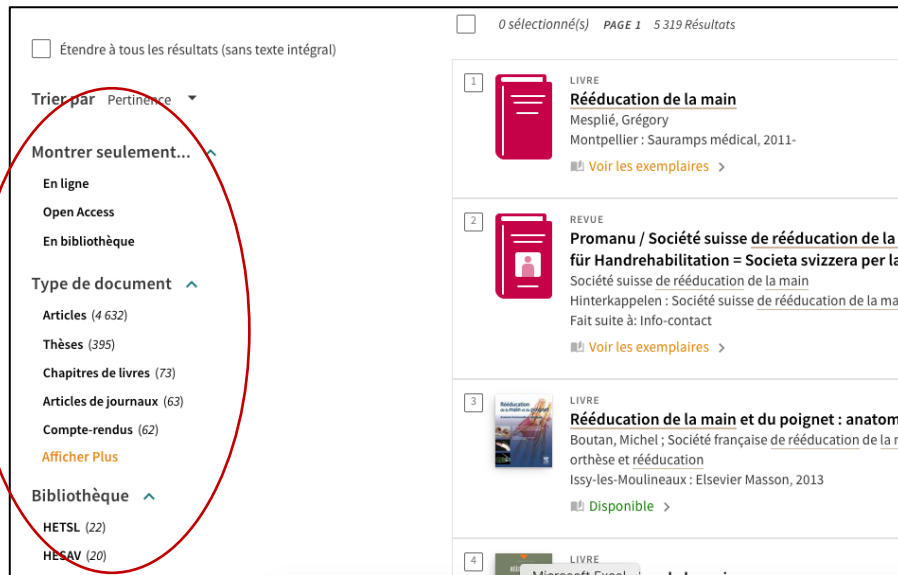 Étendre à tous les résultats (sans texte intégral)
Trier par Pertinence
Montrer seulement...
En ligne
Open Access
En bibliothèque
Type de document
Articles (4 632)
Thèses (395)
Chapitres de livres (73)
Articles de journaux (63)
Compte-rendus (62)
Afficher Plus
Bibliothèque
HETSL (22)
HESAV (20)
0 sélectionné(s) PAGE 1 5 319 Résultats
1
LIVRE
Rééducation de la main
Mesplié, Grégory
Montpellier : Sauramps médical, 2011-
Voir les exemplaires
2
REVUE
Promanu / Société suisse de rééducation de la
für Handrehabilitation = Societa svizzera per
Société suisse de rééducation de la main
Hinterkappelen : Société suisse de rééducation de la
Fait suite à: Info-contact
Voir les exemplaires
3
LIVRE
Rééducation de la main et du poignet : 
Boutan, Michel ; Société française de rééducation de la
orthèse et rééducation
Issy-les-Moulineaux : Elsevier Masson, 2013
Disponible
4
LIVRE
Microsoft Excel